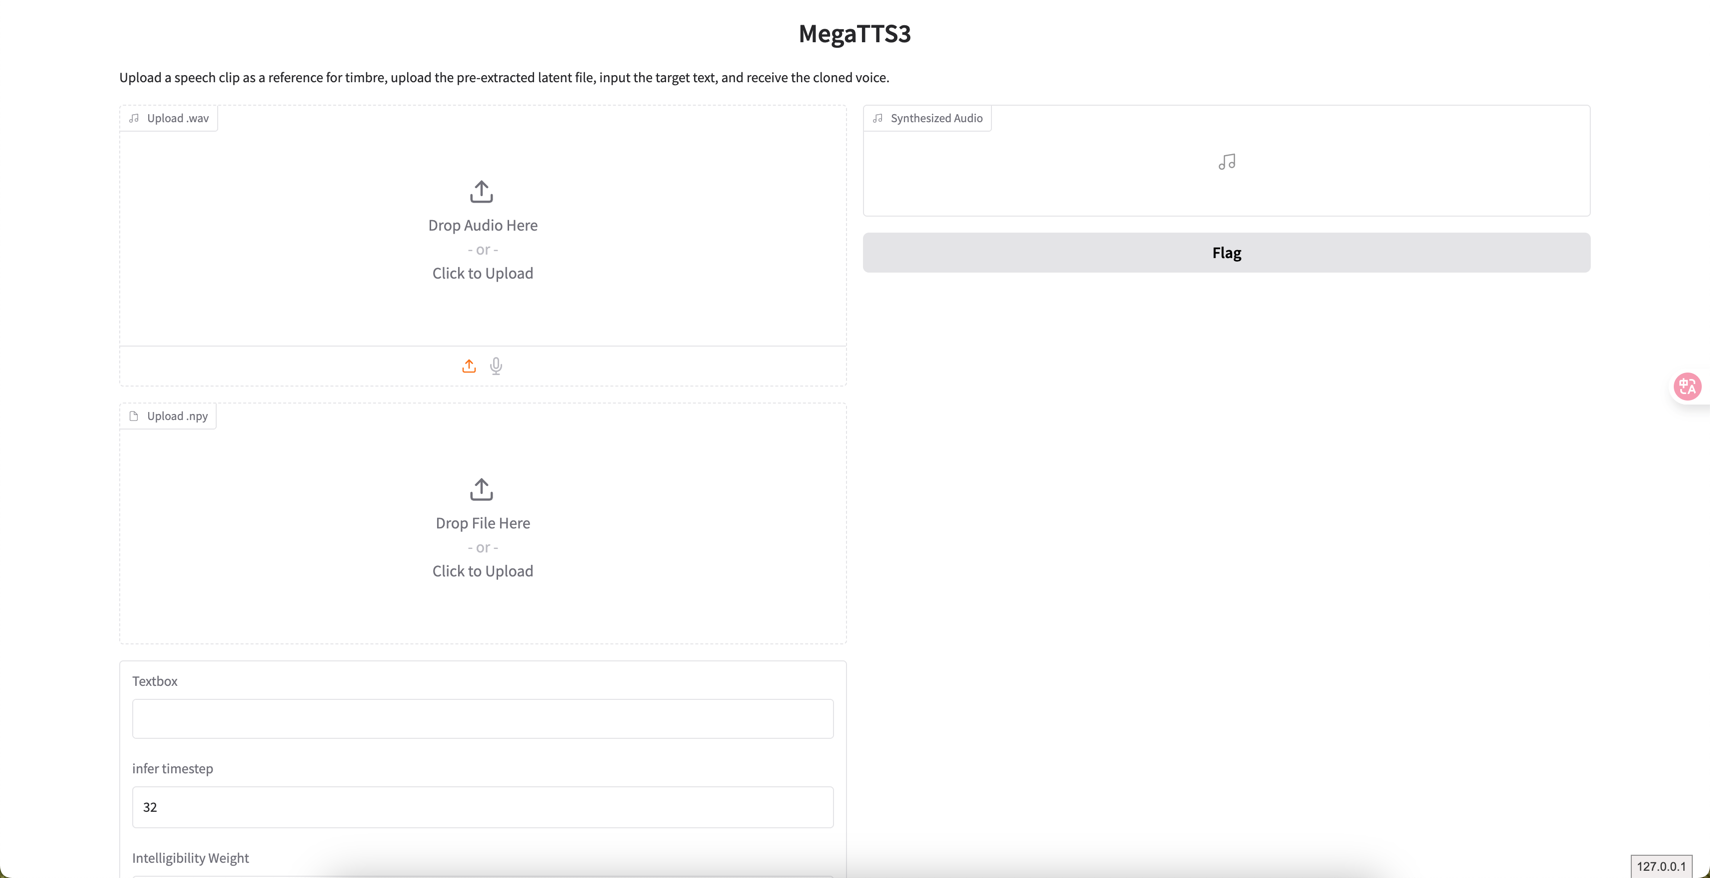 MegaTTS3
Upload a speech clip as a reference for timbre, upload the pre-extracted latent file, input the target text, and receive the cloned voice.
Upload .wav
Drop Audio Here
- or -
Click to Upload
Upload .npy
Drop File Here
- or -
Click to Upload
Textbox
infer timestep
32
Intelligibility Weight
Synthesized Audio
Flag
中
A
127.0.0.1